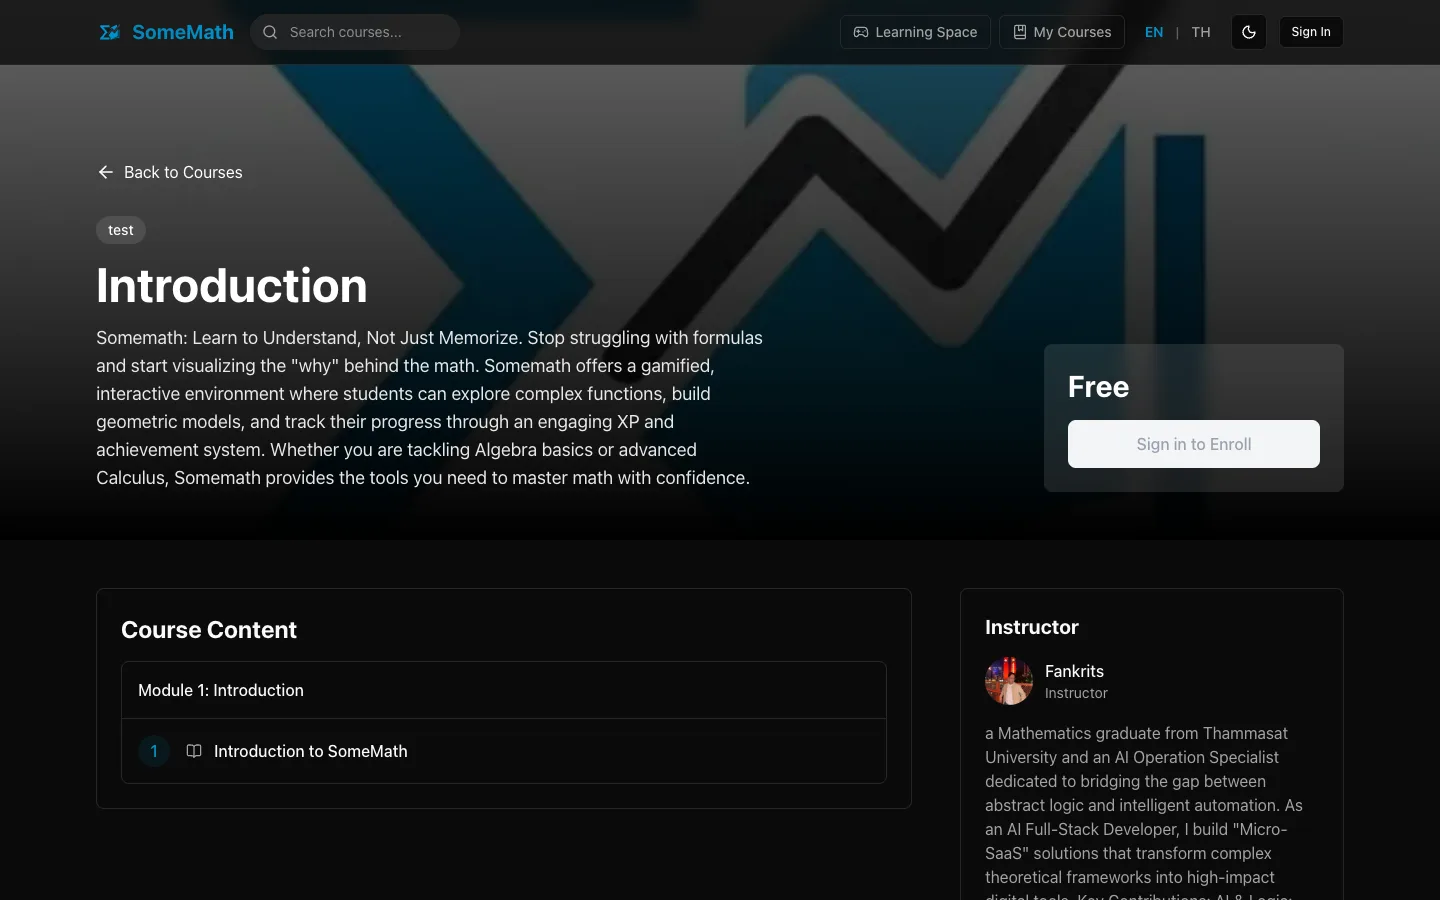 SomeMath
Search courses...
Learning Space
My Courses
EN | TH
Sign In
Back to Courses
test
Introduction
Somemath: Learn to Understand, Not Just Memorize. Stop struggling with formulas
and start visualizing the "why" behind the math. Somemath offers a gamified,
interactive environment where students can explore complex functions, build
geometric models, and track their progress through an engaging XP and
achievement system. Whether you are tackling Algebra basics or advanced
Calculus, Somemath provides the tools you need to master math with confidence.
Free
Sign in to Enroll
Course Content
Module 1: Introduction
1 Introduction to SomeMath
Instructor
Fankrits
Instructor
a Mathematics graduate from Thammasat
University and an AI Operation Specialist
dedicated to bridging the gap between
abstract logic and intelligent automation. As
an AI Full-Stack Developer, I build "Micro-
SaaS" solutions that transform complex
theoretical frameworks into high-impact
digital tools. Key Contributions: AI & Logic: